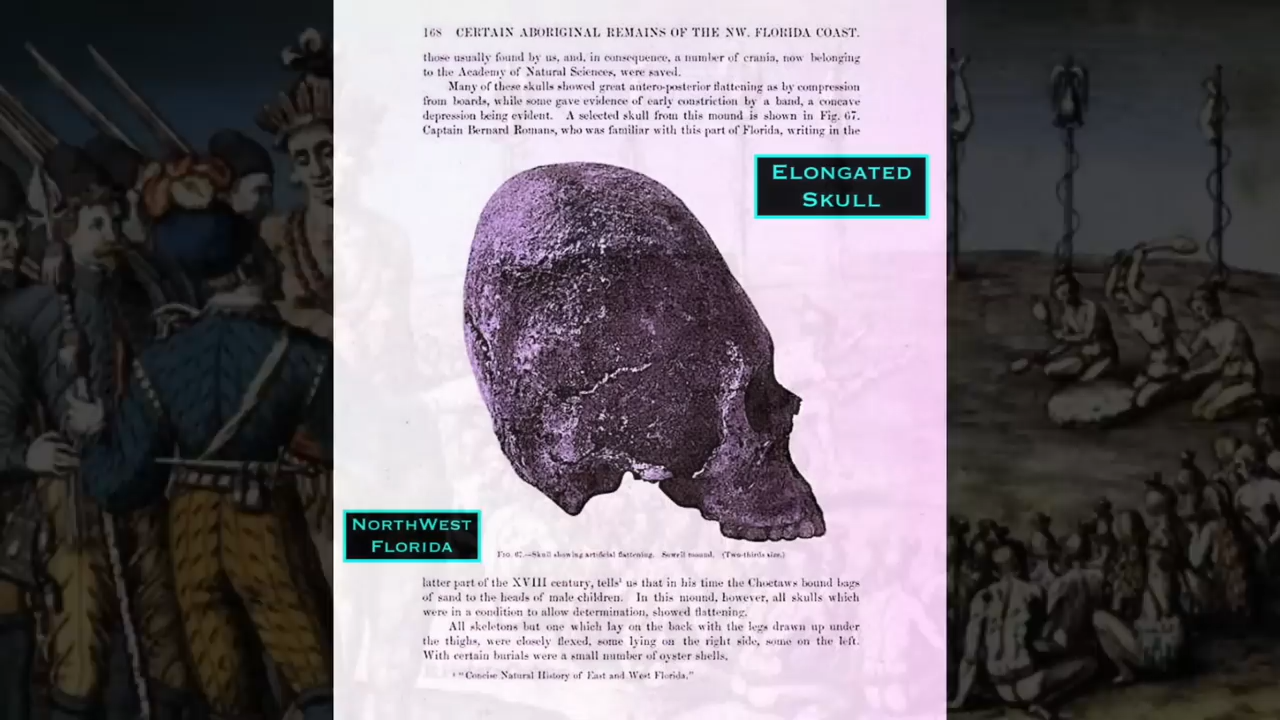 168 CERTAIN ABORIGINAL REMAINS OF THE NW. FLORIDA COAST.
those usually found by us, and, in consequence, a number of crania, now belonging
to the Academy of Natural Sciences, were saved.
Many of these skulls showed great antero-posterior flattening as by compression
from boards, while some gave evidence of early constriction by a band, a concave
depression being evident. A selected skull from this mound is shown in Fig. 67.
Captain Bernard Romans, who was familiar with this part of Florida, writing in the
ELONGATED
SKULL
NORTHWEST
FLORIDA
FIG. 67.—Skull showing artificial flattening. Sowell mound. (Two-thirds size.)
latter part of the XVIII century, tells¹ us that in his time the Choctaws bound bags
of sand to the heads of male children. In this mound, however, all skulls which
were in a condition to allow determination, showed flattening.
All skeletons but one which lay on the back with the legs drawn up under
the thighs, were closely flexed, some lying on the right side, some on the left.
With certain burials were a small number of oyster shells.
¹ "Concise Natural History of East and West Florida."